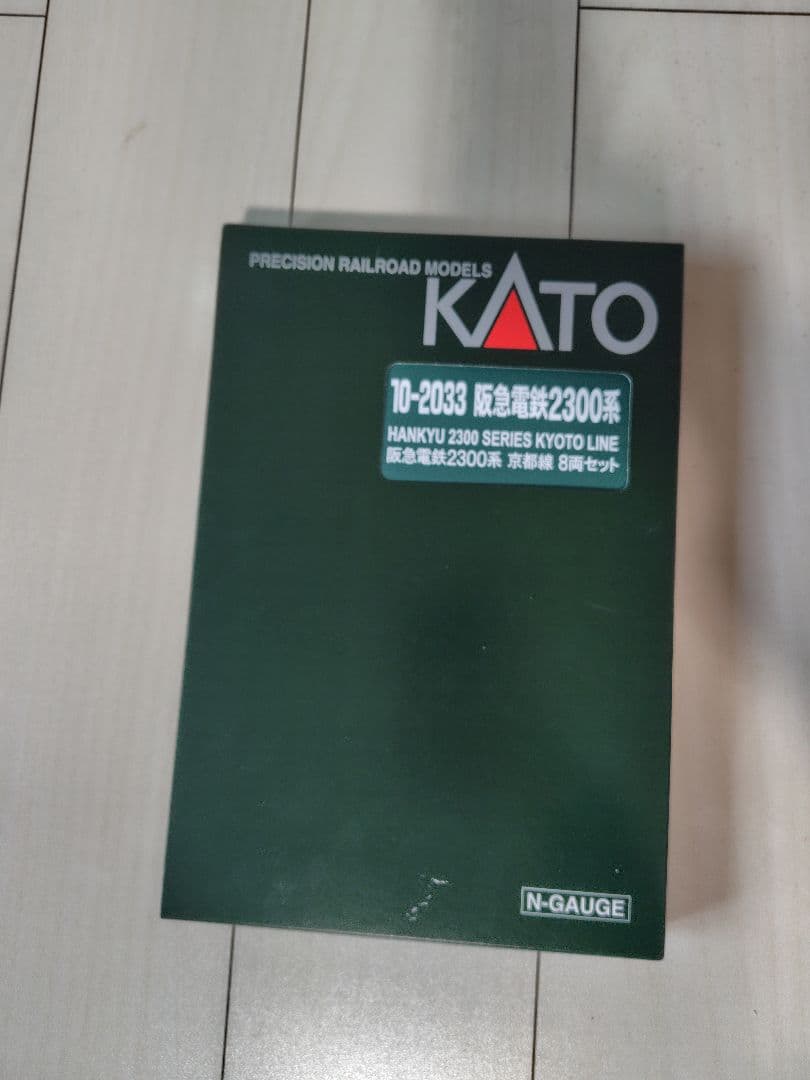 PRECISION RAILROAD MODELS
KATO
10-2033 阪急電鉄2300系
HANKYU 2300 SERIES KYOTO LINE
阪急電鉄2300系 京都線 8両セット
N-GAUGE